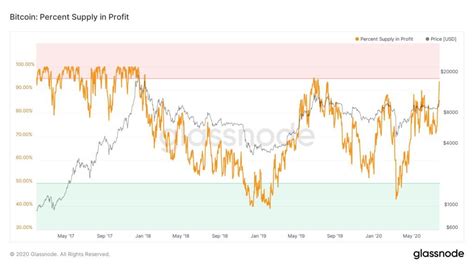 Bitcoin: Percent Supply in Profit
Percent Supply in Profit Price [USD]
100.00%
90.00%
80.00%
70.00%
60.00%
50.00%
40.00%
30.00%
$20000
$8000
$4000
$1000
$600
glassnode
May '17 Sep '17 Jan '18 May '18 Sep '18 Jan '19 May '19 Sep '19 Jan '20 May '20
© 2020 Glassnode. All Rights Reserved.
glassnode